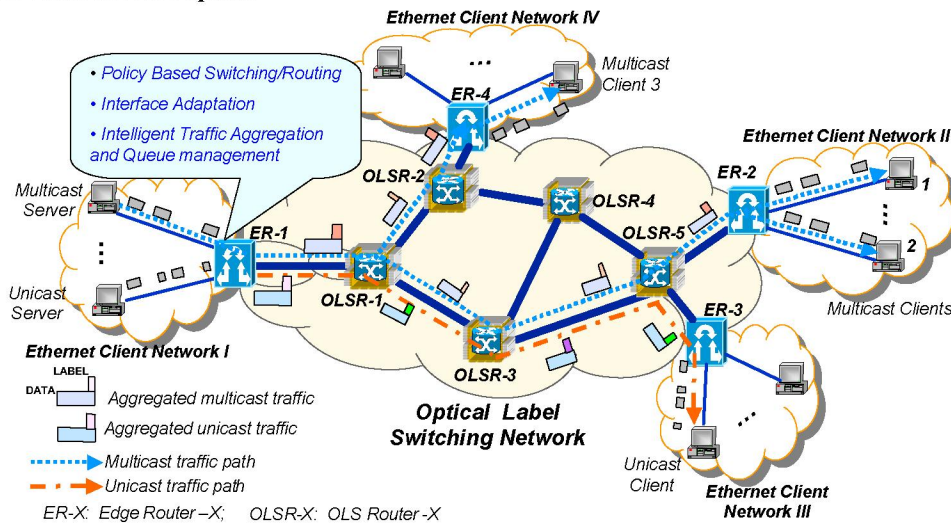 Ethernet Client Network IV
• Policy Based Switching/Routing
• Interface Adaptation
• Intelligent Traffic Aggregation
and Queue management
...
Multicast
Client 3
ER-4
Ethernet Client Network II
OLSR-2
ER-2
Multicast
Server
OLSR-4
1
ER-1
OLSR-5
2
Unicast
Server
OLSR-1
Multicast Clients
ER-3
Ethernet Client Network I
OLSR-3
LABEL
DATA
Aggregated multicast traffic
Optical Label
Switching Network
Aggregated unicast traffic
Multicast traffic path
Unicast
Client
Unicast traffic path
Ethernet Client
Network III
ER-X: Edge Router –X; OLSR-X: OLS Router -X